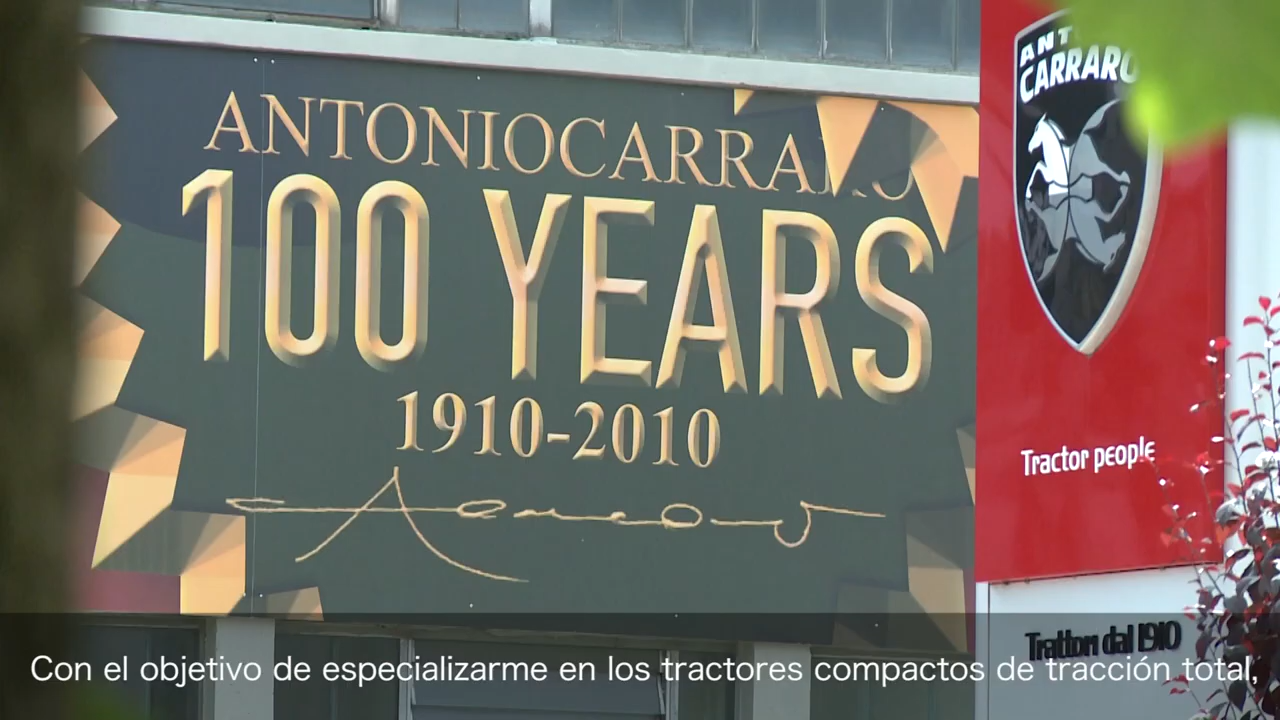 ANTONIOCARRARO
100 YEARS
1910-2010
ANT
CARRARO
Tractor people
Trattori dal 1910
Con el objetivo de especializarme en los tractores compactos de tracción total,